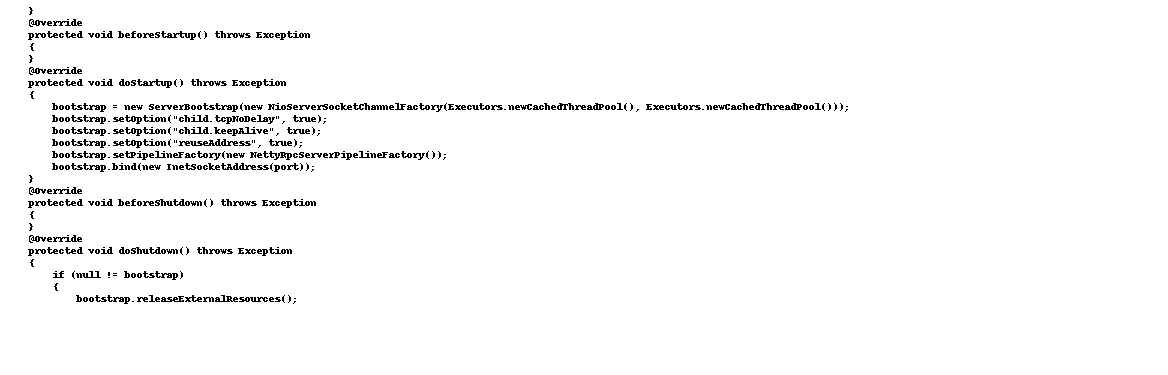 }
@Override
protected void beforeStartup() throws Exception
{
}
@Override
protected void doStartup() throws Exception
{
    bootstrap = new ServerBootstrap(new NioServerSocketChannelFactory(Executors.newCachedThreadPool(), Executors.newCachedThreadPool()));
    bootstrap.setOption("child.tcpNoDelay", true);
    bootstrap.setOption("child.keepAlive", true);
    bootstrap.setOption("reuseAddress", true);
    bootstrap.setPipelineFactory(new NettyRpcServerPipelineFactory());
    bootstrap.bind(new InetSocketAddress(port));
}
@Override
protected void beforeShutdown() throws Exception
{
}
@Override
protected void doShutdown() throws Exception
{
    if (null != bootstrap)
    {
        bootstrap.releaseExternalResources();